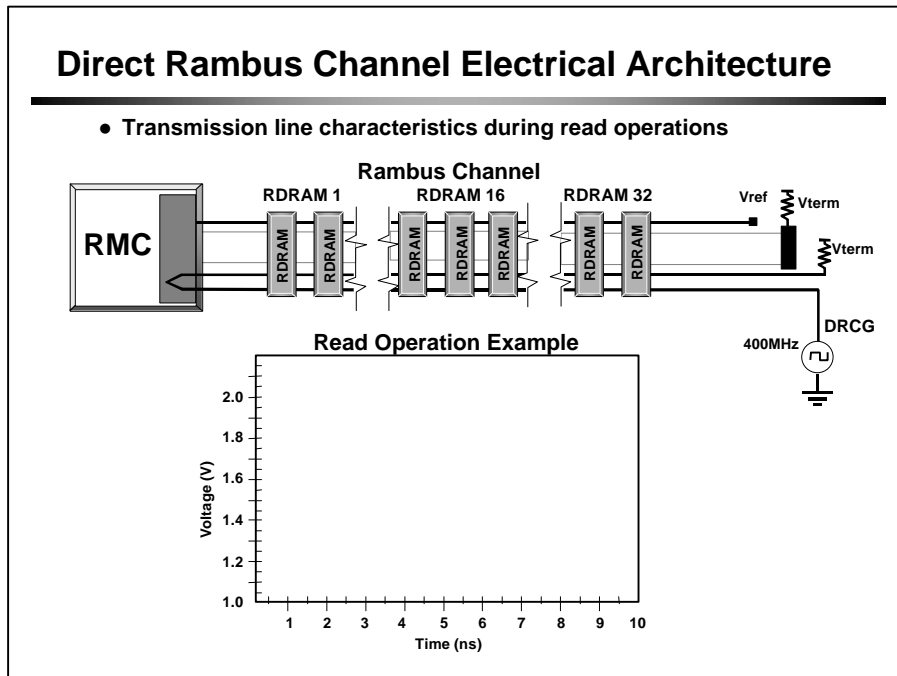 Direct Rambus Channel Electrical Architecture
● Transmission line characteristics during read operations
Rambus Channel
RDRAM 1 RDRAM 16 RDRAM 32
Vref Vterm
RMC
RDRAM RDRAM RDRAM RDRAM RDRAM RDRAM RDRAM
Vterm
DRCG
400MHz
Read Operation Example
2.0
1.8
1.6
1.4
1.2
1.0
Voltage (V)
1 2 3 4 5 6 7 8 9 10
Time (ns)